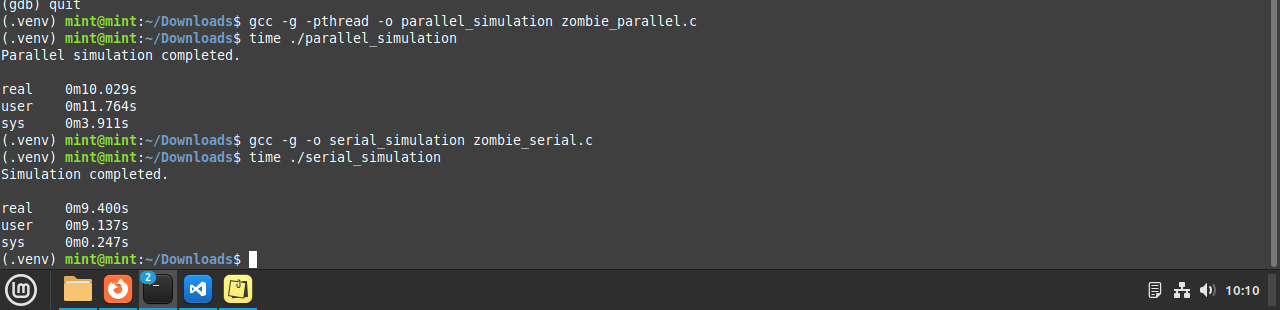 (gdb) quit
(.venv) mint@mint:~/Downloads$ gcc -g -pthread -o parallel_simulation zombie_parallel.c
(.venv) mint@mint:~/Downloads$ time ./parallel_simulation
Parallel simulation completed.
real 0m10.029s
user 0m11.764s
sys 0m3.911s
(.venv) mint@mint:~/Downloads$ gcc -g -o serial_simulation zombie_serial.c
(.venv) mint@mint:~/Downloads$ time ./serial_simulation
Simulation completed.
real 0m9.400s
user 0m9.137s
sys 0m0.247s
(.venv) mint@mint:~/Downloads$
2
10:10